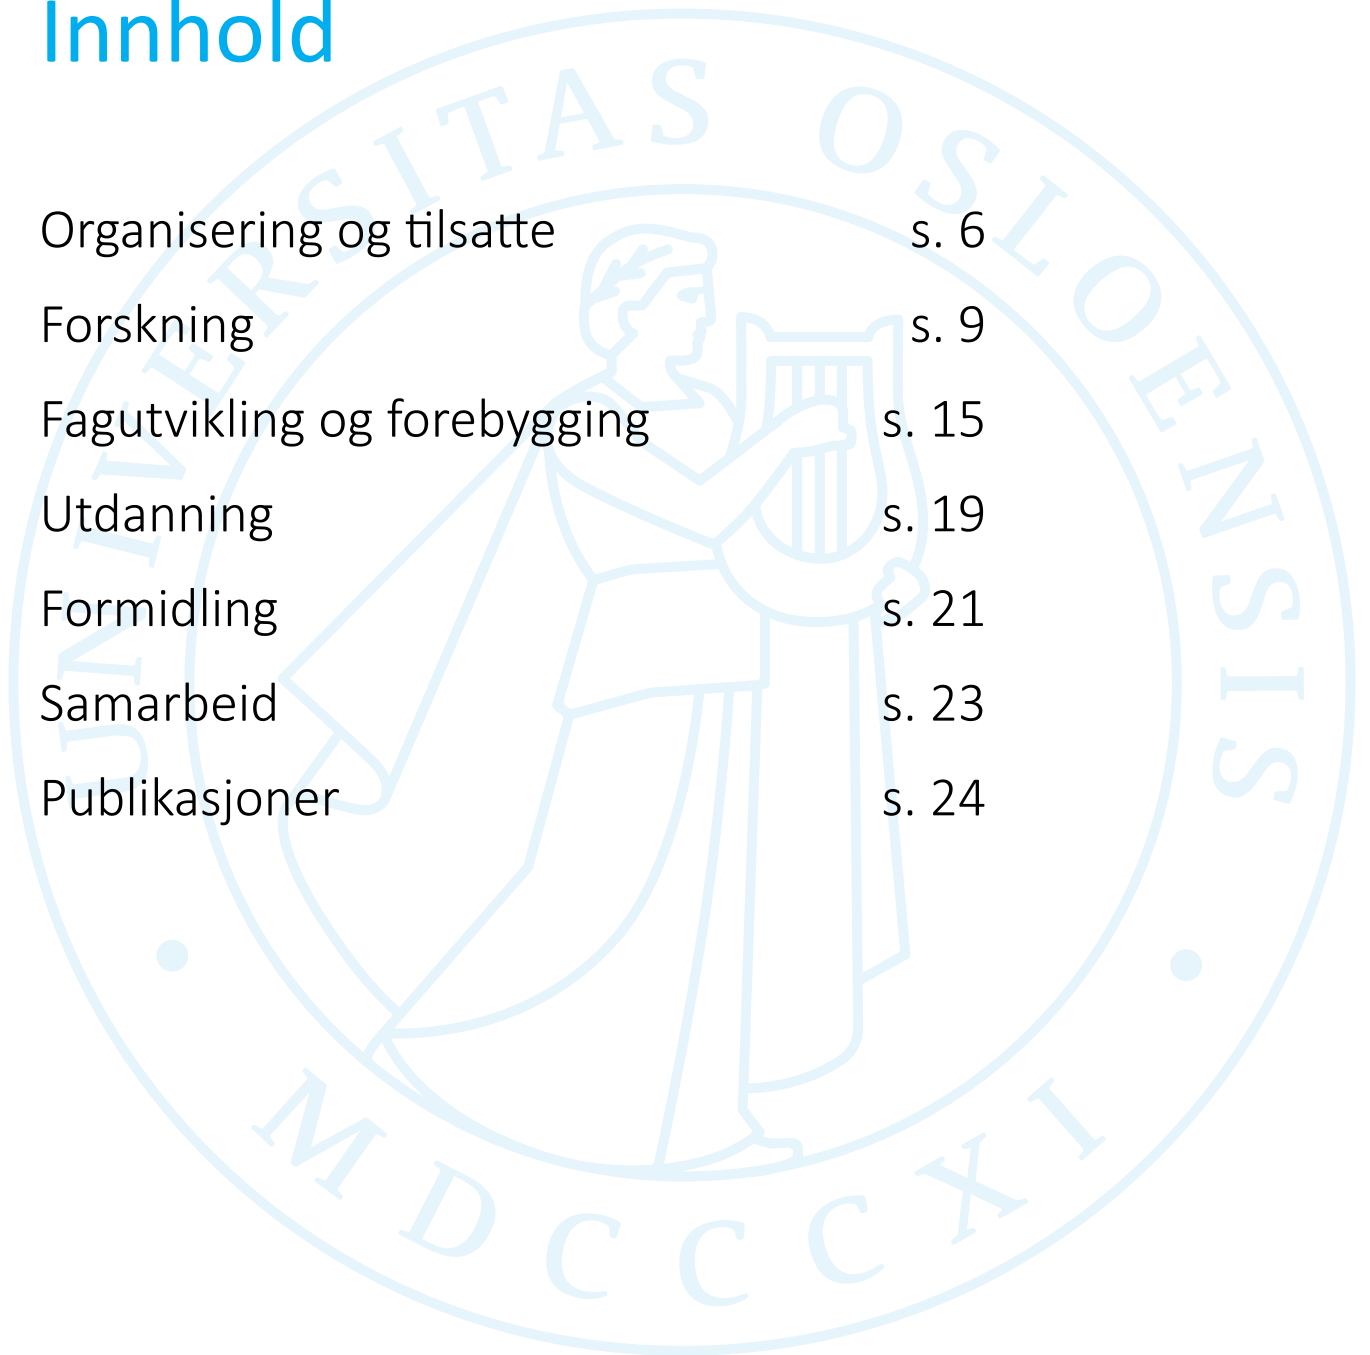 Innhold
UNIVERSITAS OSLOENSIS
Organisering og tilsatte s. 6
Forskning s. 9
Fagutvikling og forebygging s. 15
Utdanning s. 19
Formidling s. 21
Samarbeid s. 23
Publikasjoner s. 24
MDCCCXI